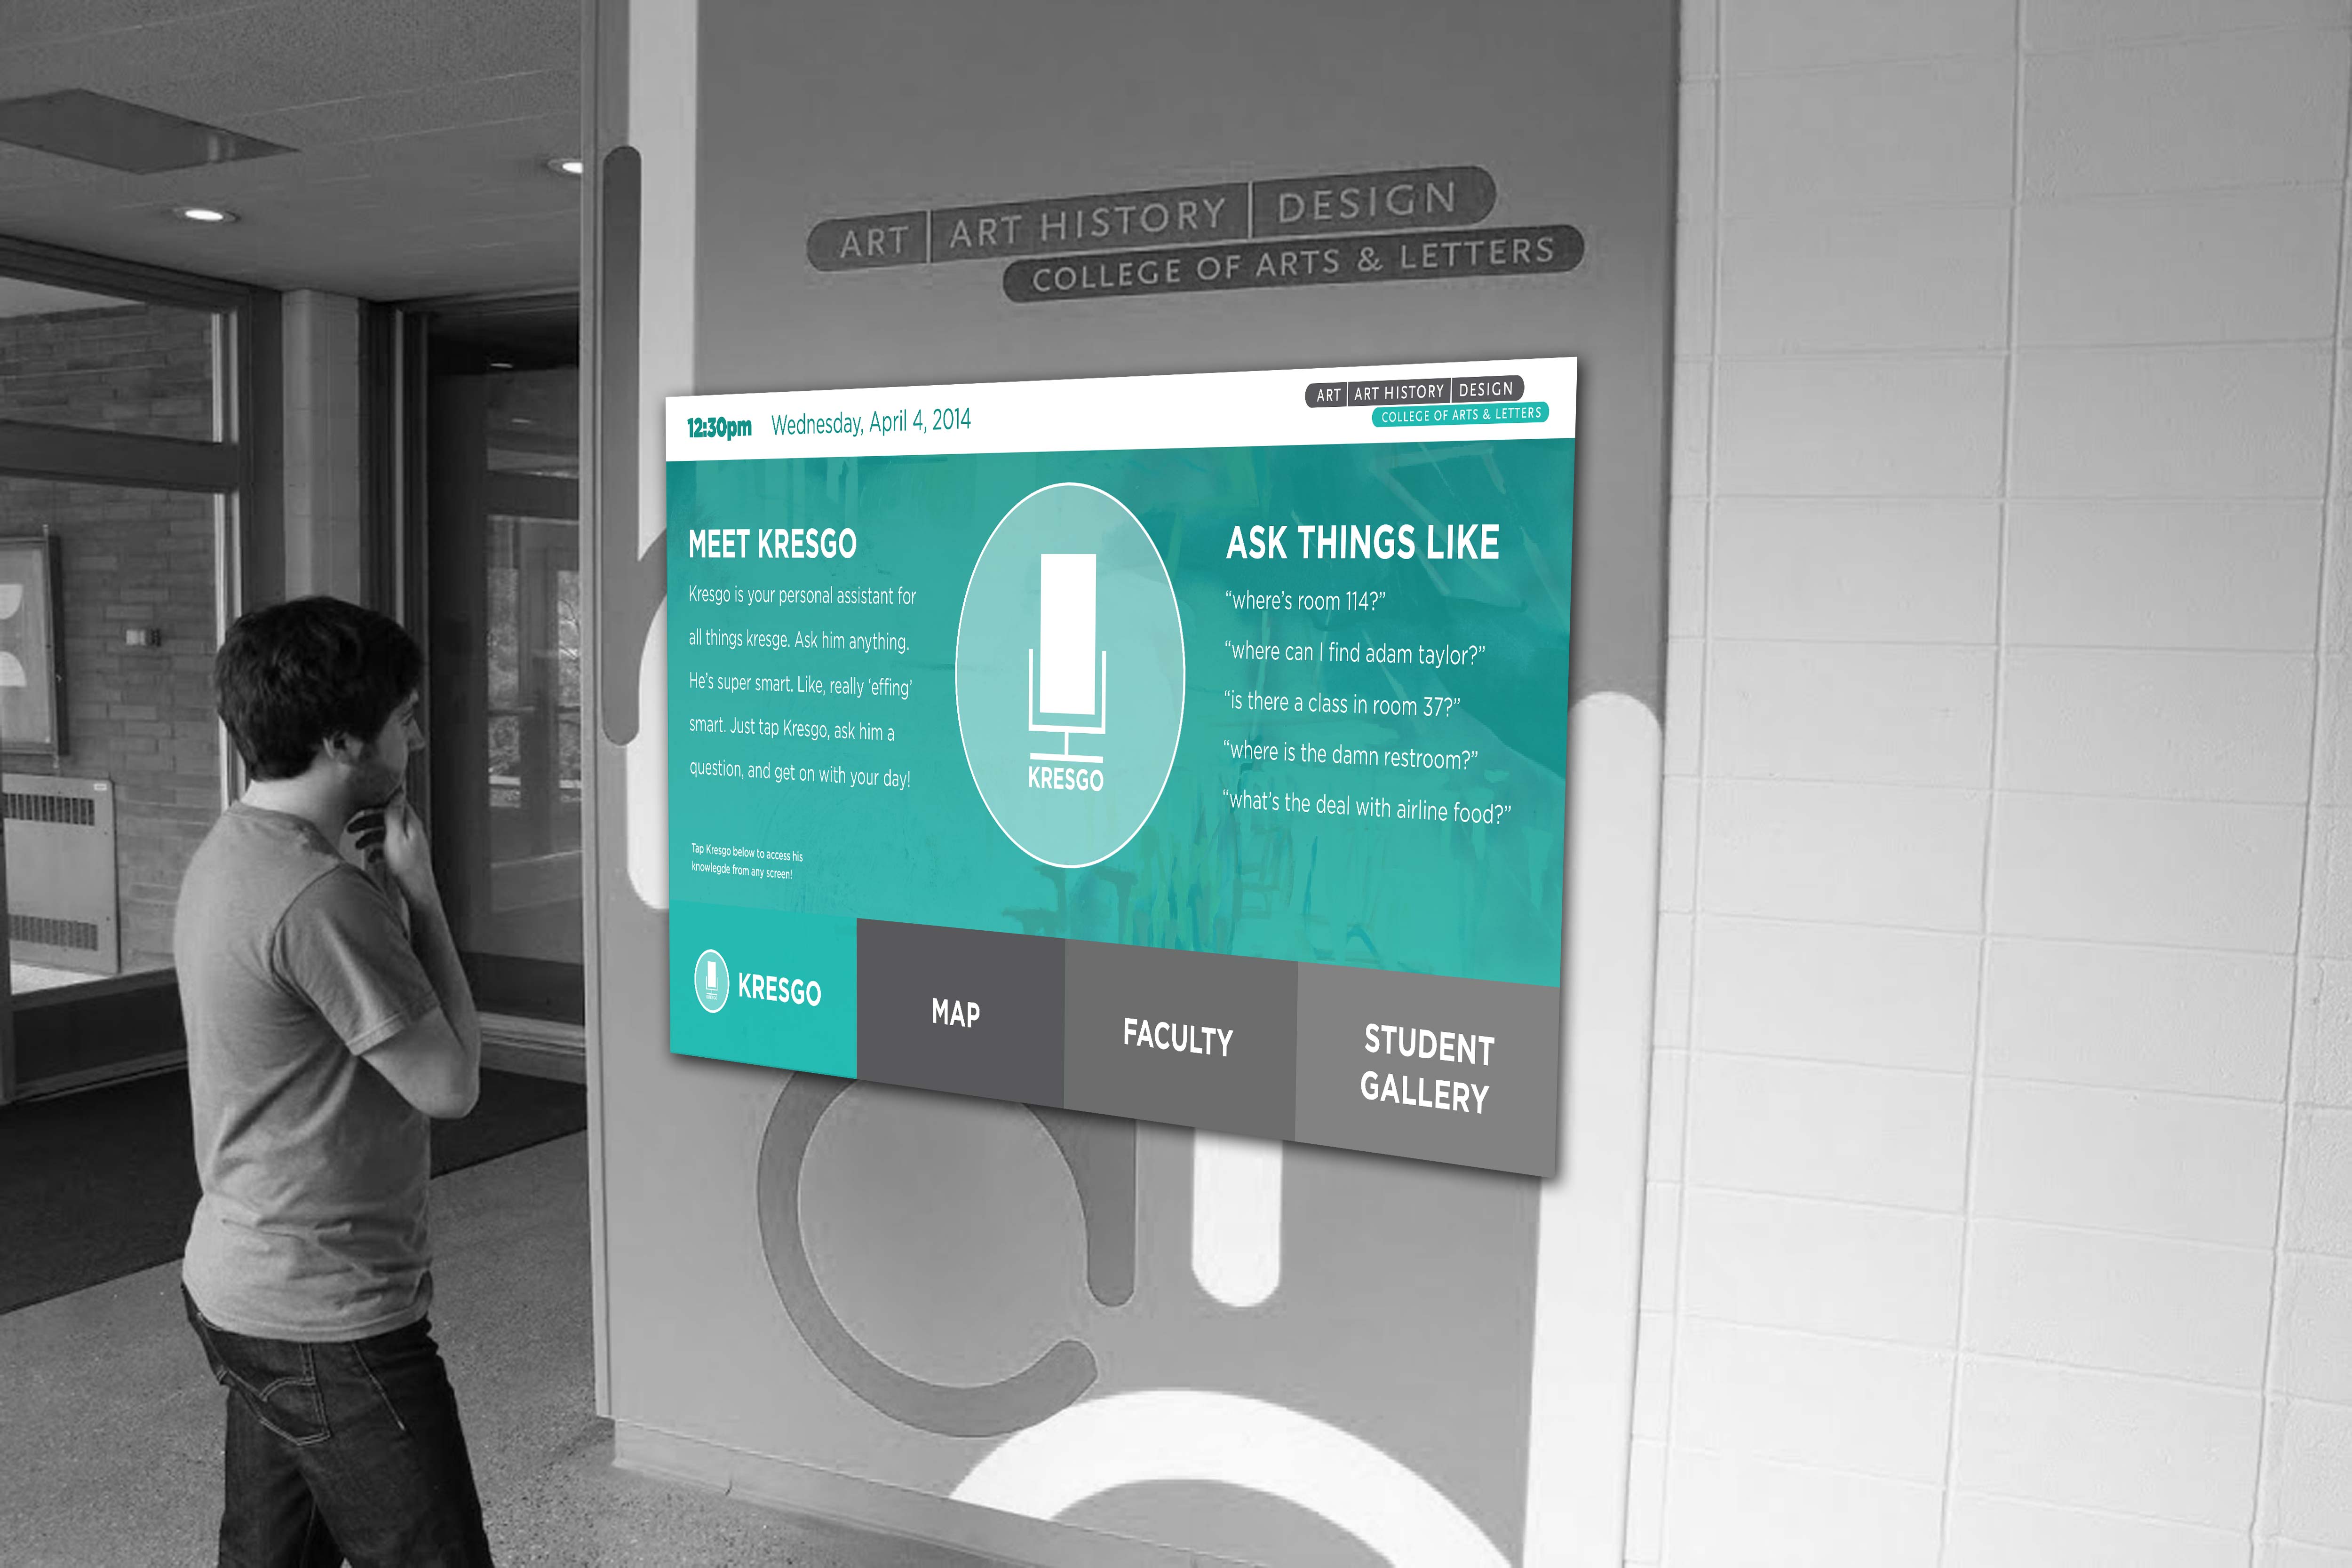 ART | ART HISTORY | DESIGN
COLLEGE OF ARTS & LETTERS
12:30pm Wednesday, April 4, 2014
ART | ART HISTORY | DESIGN
COLLEGE OF ARTS & LETTERS
MEET KRESGO
Kresgo is your personal assistant for
all things kresge. Ask him anything.
He's super smart. Like, really 'effing'
smart. Just tap Kresgo, ask him a
question, and get on with your day!
Tap Kresgo below to access his
knowlegde from any screen!
KRESGO
ASK THINGS LIKE
“where's room 114?”
“where can I find adam taylor?”
“is there a class in room 37?”
“where is the damn restroom?”
“what's the deal with airline food?”
KRESGO
MAP
FACULTY
STUDENT
GALLERY